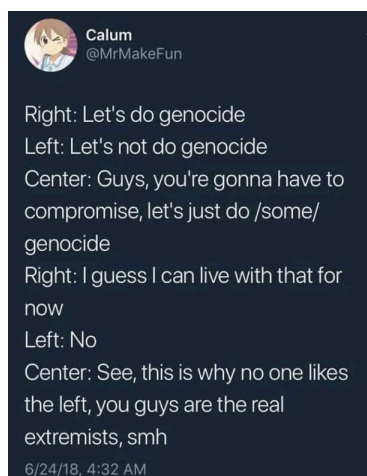 Calum
@MrMakeFun
Right: Let's do genocide
Left: Let's not do genocide
Center: Guys, you're gonna have to
compromise, let's just do /some/
genocide
Right: I guess I can live with that for
now
Left: No
Center: See, this is why no one likes
the left, you guys are the real
extremists, smh
6/24/18, 4:32 AM